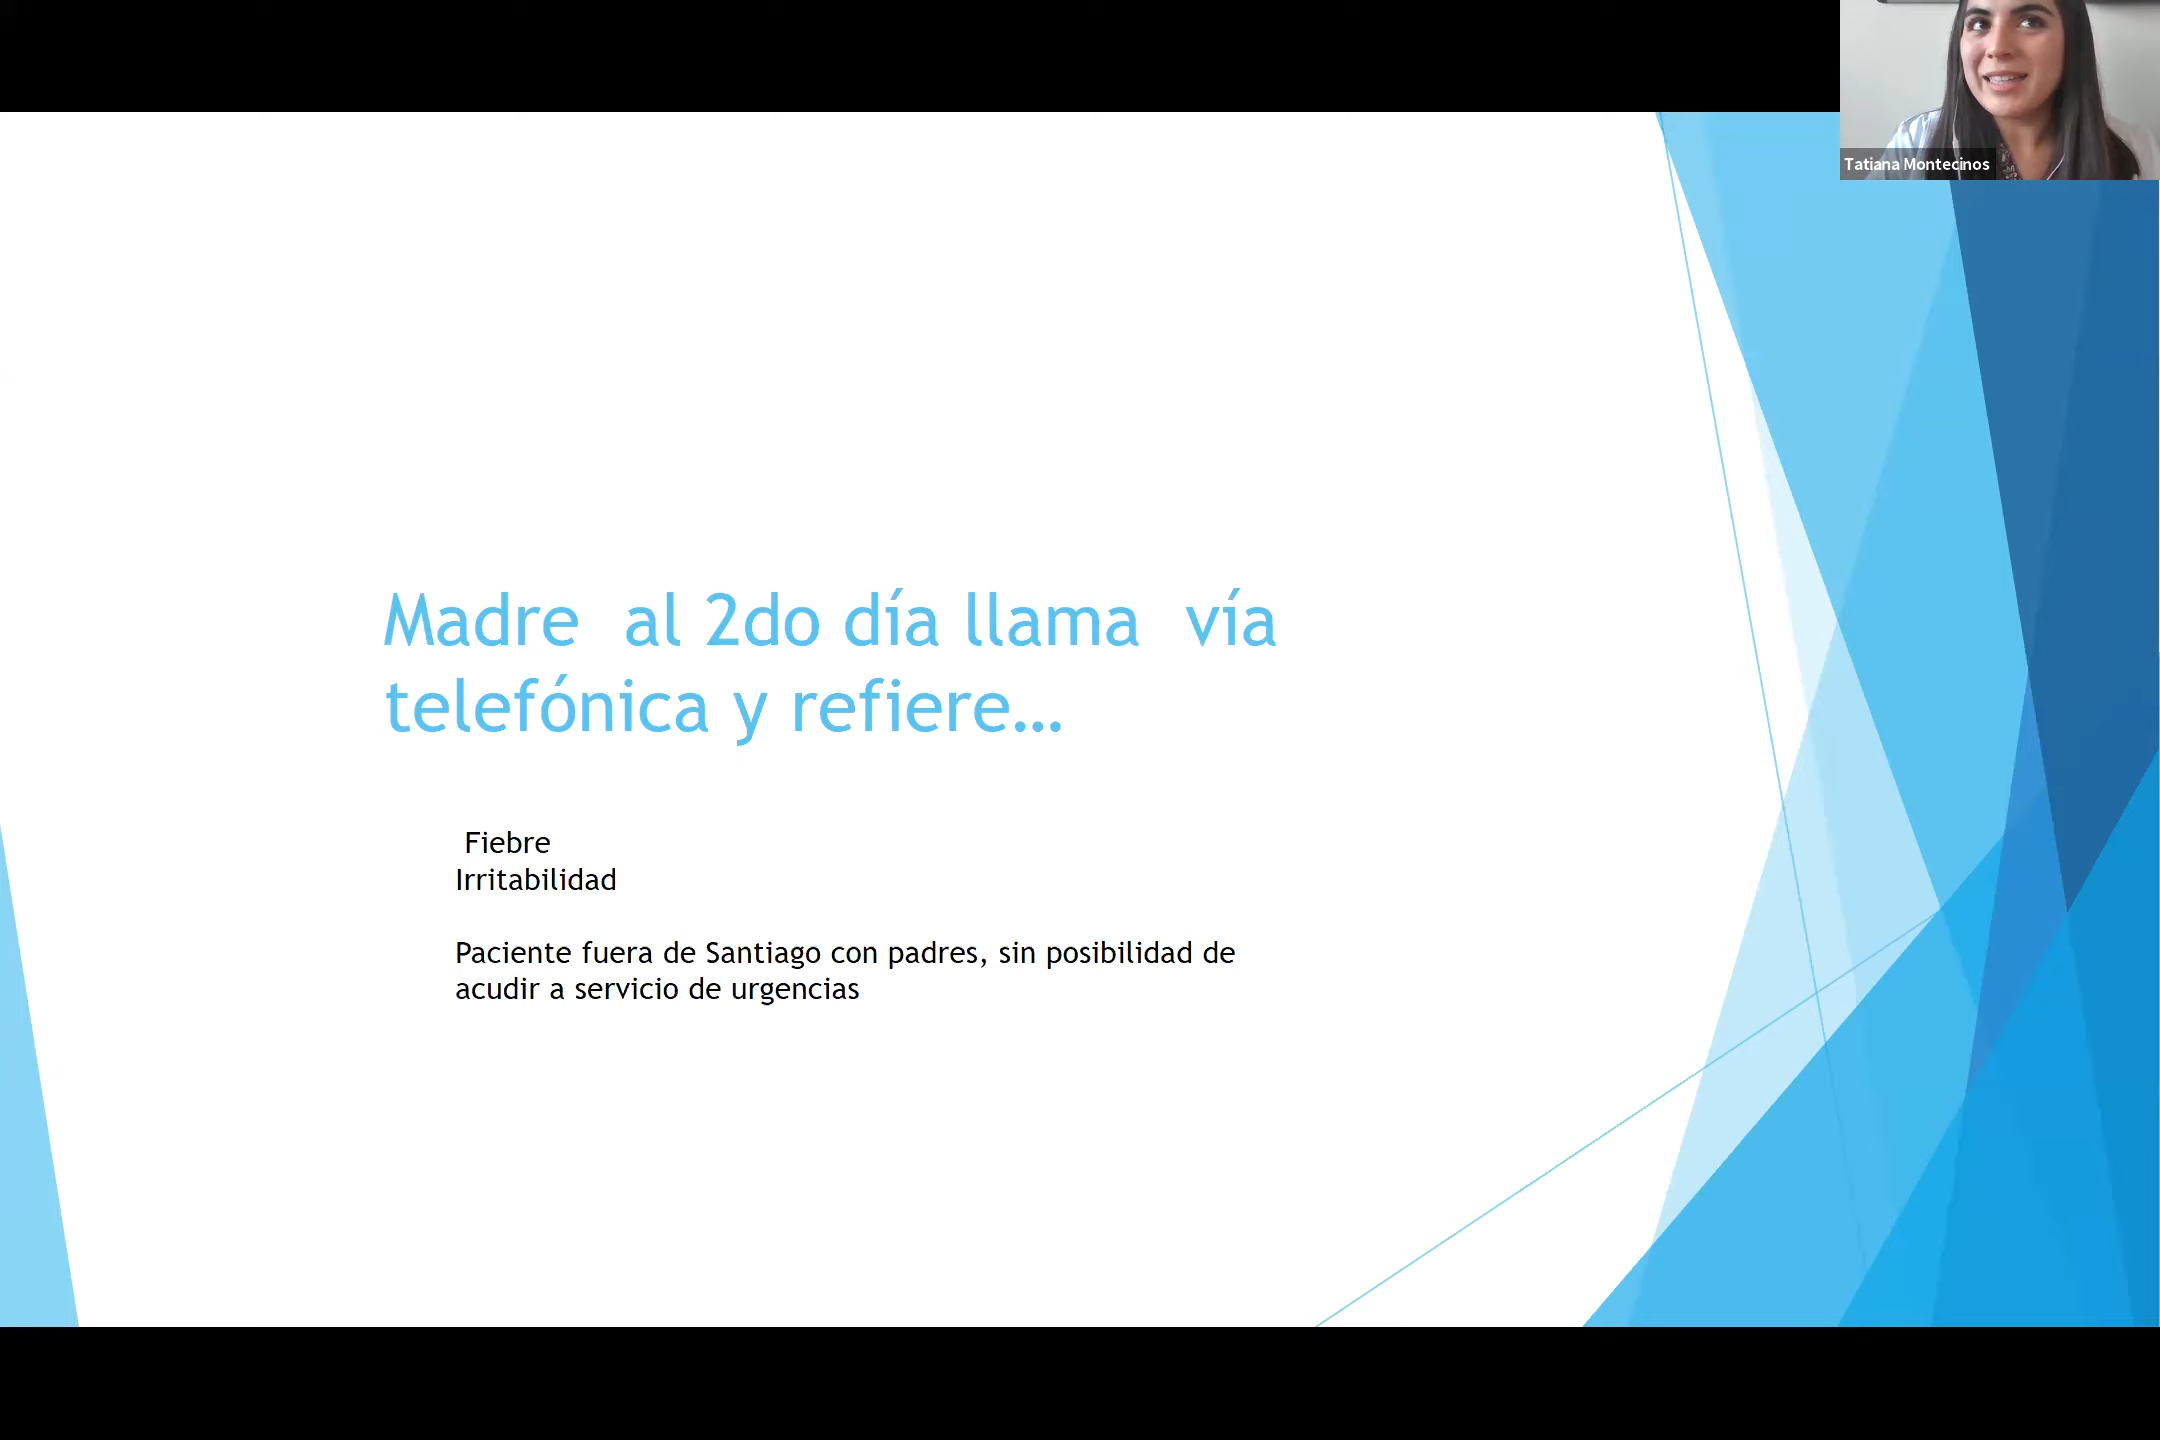 Tatiana Montecinos
Madre al 2do día llama vía
telefónica y refiere...
Fiebre
Irritabilidad
Paciente fuera de Santiago con padres, sin posibilidad de
acudir a servicio de urgencias